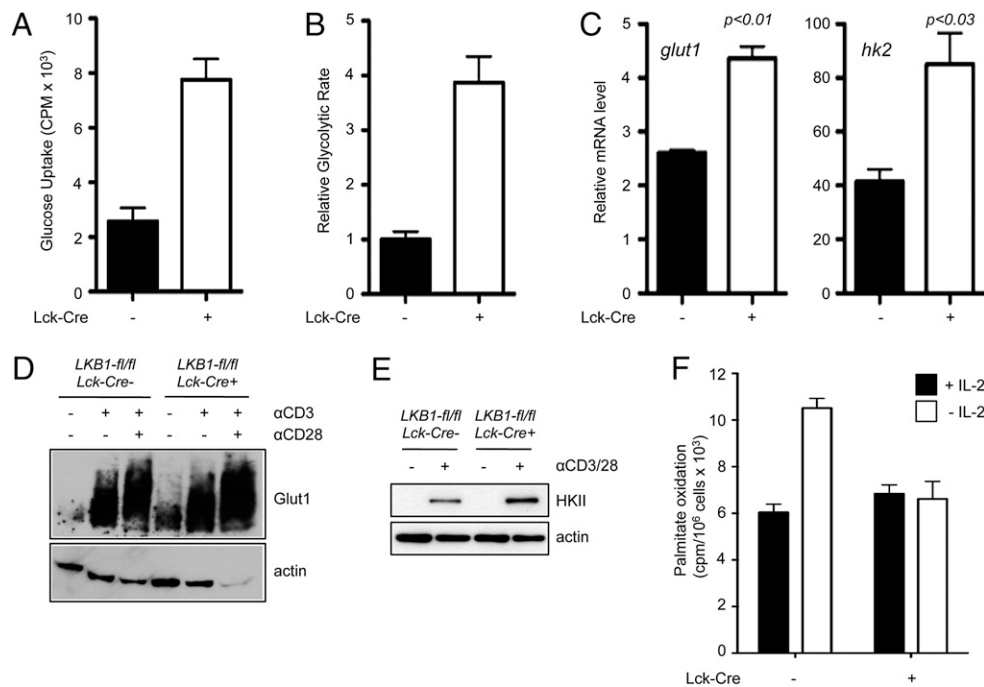 A
Glucose Uptake (CPM x 10³)
10
8
6
4
2
0
Lck-Cre - +
B
Relative Glycolytic Rate
5
4
3
2
1
0
Lck-Cre - +
C
Relative mRNA level
glut1
p<0.01
5
4
3
2
1
0
Lck-Cre - +
hk2
p<0.03
100
80
60
40
20
0
- +
D
LKB1-fl/fl LKB1-fl/fl
Lck-Cre- Lck-Cre+
- + + - + + αCD3
- + - + αCD28
Glut1
actin
E
LKB1-fl/fl LKB1-fl/fl
Lck-Cre- Lck-Cre+
- + - + αCD3/28
HKII
actin
F
Palmitate oxidation
(cpm/10⁶ cells x 10³)
12
10
8
6
4
2
0
+ IL-2
- IL-2
Lck-Cre - +